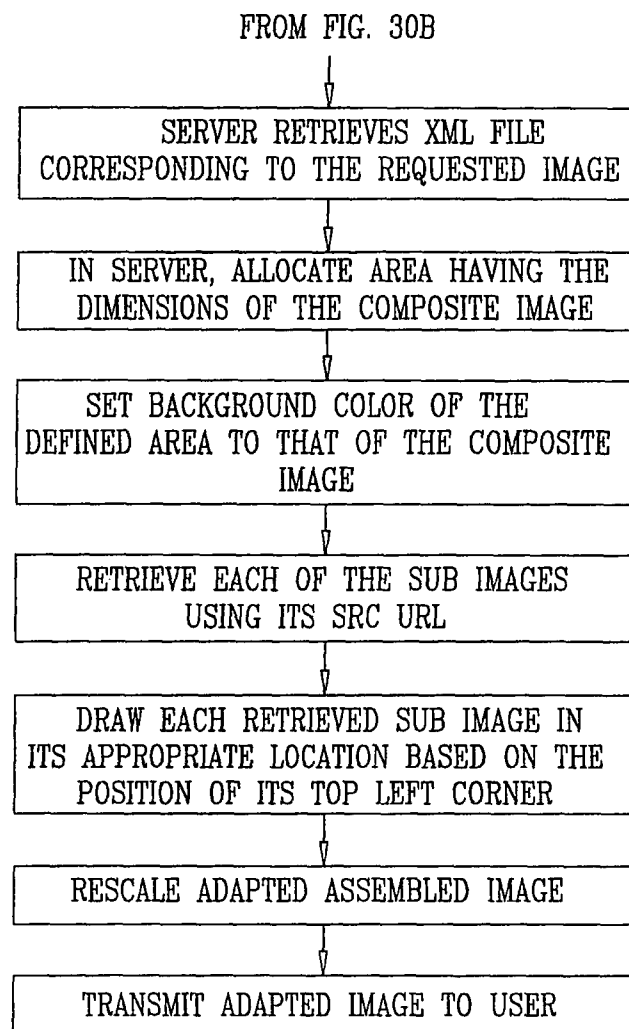 FROM FIG. 30B
SERVER RETRIEVES XML FILE
CORRESPONDING TO THE REQUESTED IMAGE
IN SERVER, ALLOCATE AREA HAVING THE
DIMENSIONS OF THE COMPOSITE IMAGE
SET BACKGROUND COLOR OF THE
DEFINED AREA TO THAT OF THE COMPOSITE
IMAGE
RETRIEVE EACH OF THE SUB IMAGES
USING ITS SRC URL
DRAW EACH RETRIEVED SUB IMAGE IN
ITS APPROPRIATE LOCATION BASED ON THE
POSITION OF ITS TOP LEFT CORNER
RESCALE ADAPTED ASSEMBLED IMAGE
TRANSMIT ADAPTED IMAGE TO USER